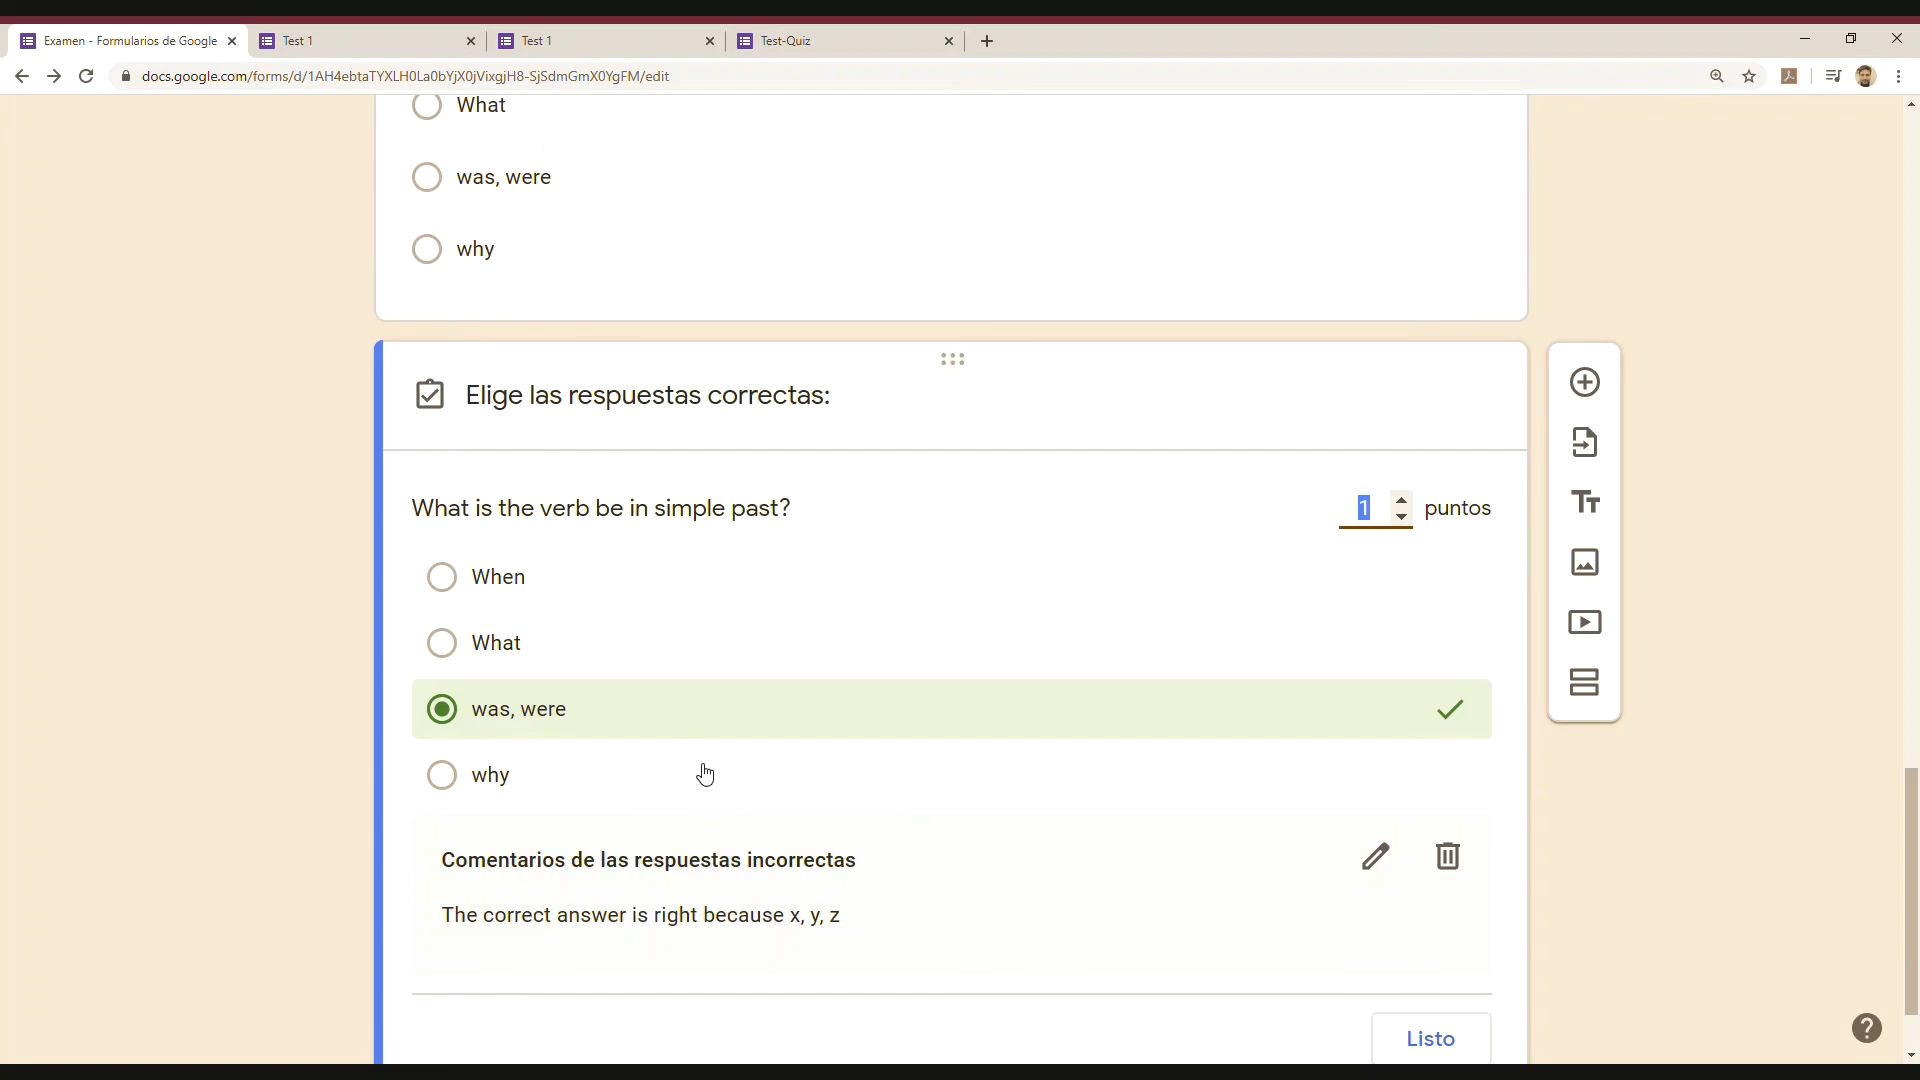 Examen - Formularios de Google
Test 1
Test 1
Test-Quiz
docs.google.com/forms/d/1AH4ebtaTYXLH0La0bYjX0jVixgjH8-SjSdmGmX0YgFM/edit
What
was, were
why
Elige las respuestas correctas:
What is the verb be in simple past?
1 puntos
When
What
was, were
why
Comentarios de las respuestas incorrectas
The correct answer is right because x, y, z
Listo